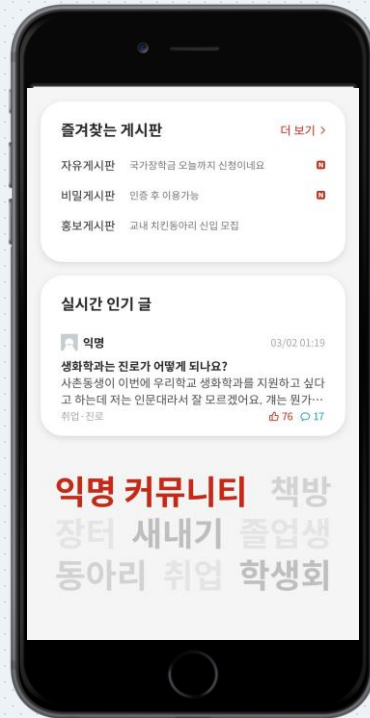 즐겨찾는 게시판 더 보기 >
자유게시판 국가장학금 오늘까지 신청이네요 N
비밀게시판 인증 후 이용가능 N
홍보게시판 교내 치킨동아리 신입 모집
실시간 인기 글
익명 03/02 01:19
생화학과는 진로가 어떻게 되나요?
사촌동생이 이번에 우리학교 생화학과를 지원하고 싶다
고 하는데 저는 인문대라서 잘 모르겠어요. 걔는 뭔가…
취업·진로 76 17
익명 커뮤니티 책방
장터 새내기 졸업생
동아리 취업 학생회